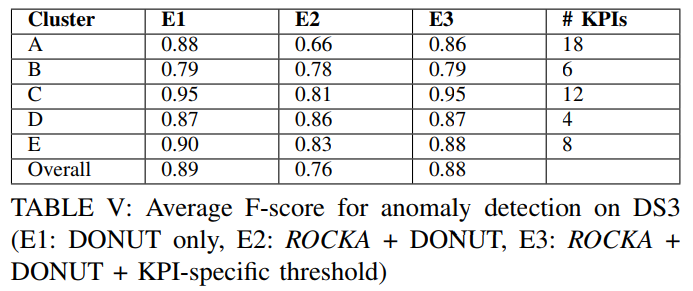 Cluster E1 E2 E3 # KPIs
A 0.88 0.66 0.86 18
B 0.79 0.78 0.79 6
C 0.95 0.81 0.95 12
D 0.87 0.86 0.87 4
E 0.90 0.83 0.88 8
Overall 0.89 0.76 0.88
TABLE V: Average F-score for anomaly detection on DS3
(E1: DONUT only, E2: ROCKA + DONUT, E3: ROCKA +
DONUT + KPI-specific threshold)